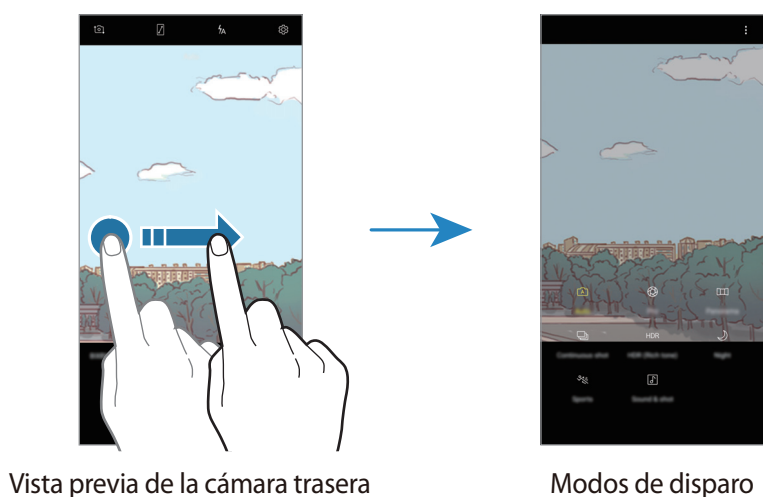 HDR
Continuous shot
HDR (Rich tone)
Night
Sports
Sound & shot
Vista previa de la cámara trasera
Modos de disparo